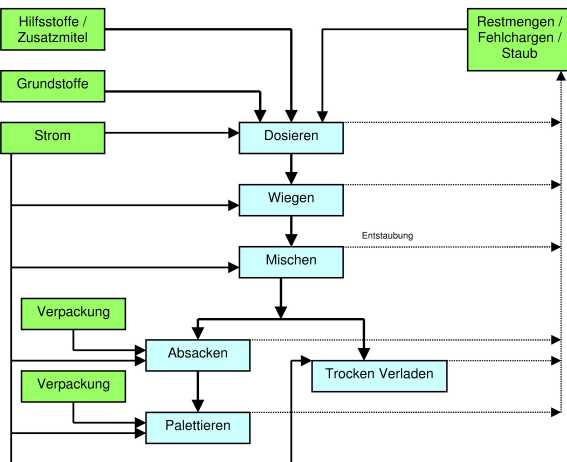 Hilfsstoffe /
Zusatzmitel
Restmengen /
Fehlchargen /
Staub
Grundstoffe
Strom
Dosieren
Wiegen
Entstaubung
Mischen
Verpackung
Absacken
Trocken Verladen
Verpackung
Palettieren